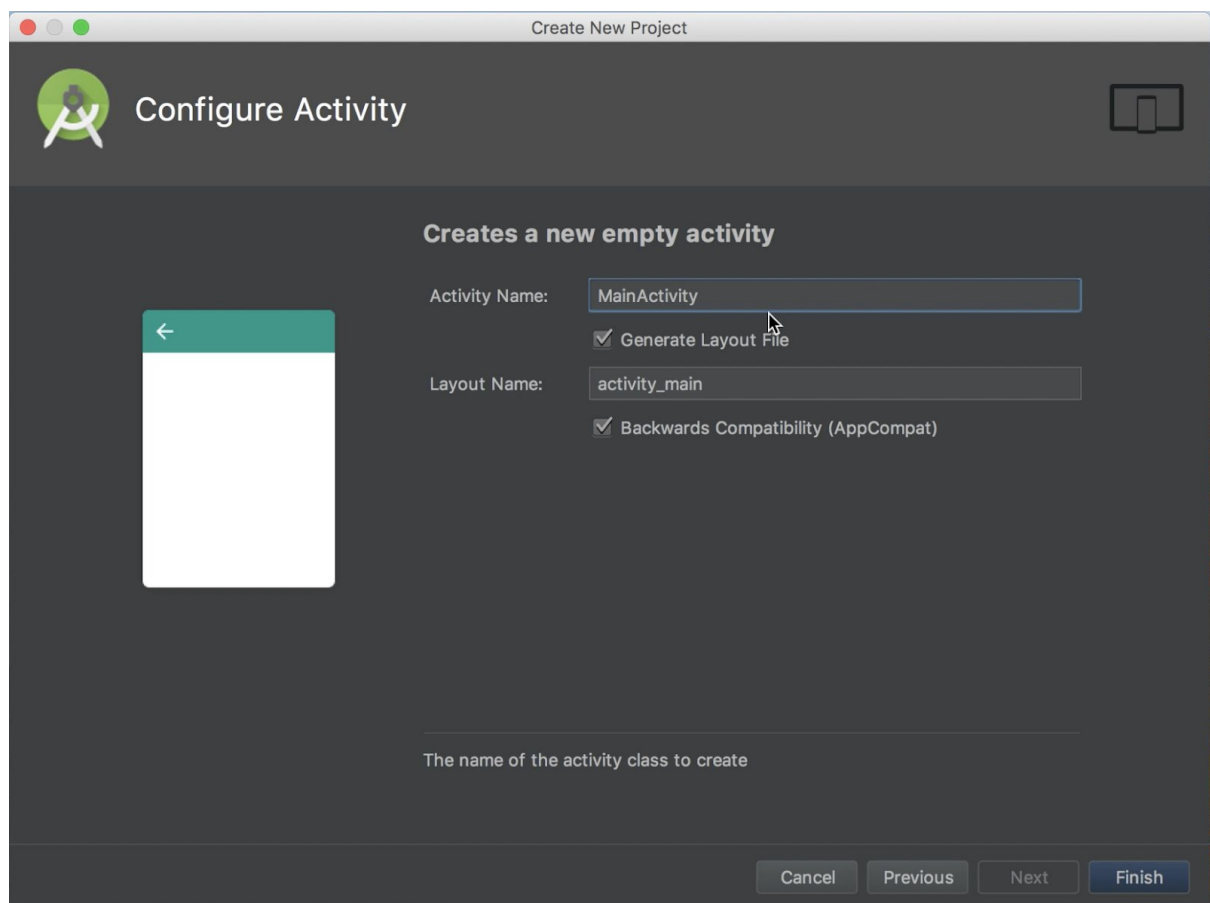 Create New Project
Configure Activity
Creates a new empty activity
Activity Name: MainActivity
Generate Layout File
Layout Name: activity_main
Backwards Compatibility (AppCompat)
The name of the activity class to create
Cancel Previous Next Finish